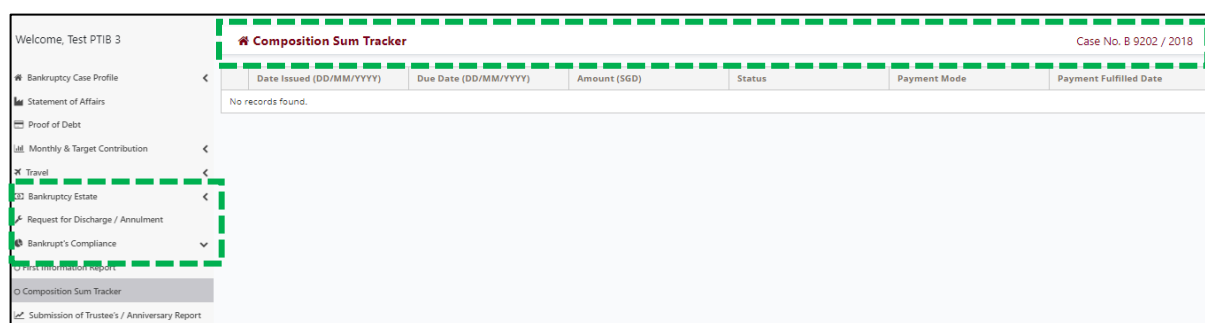 Welcome, Test PTIB 3
Composition Sum Tracker
Case No. B 9202 / 2018
Bankruptcy Case Profile
Statement of Affairs
Proof of Debt
Monthly & Target Contribution
Travel
Bankruptcy Estate
Request for Discharge / Annulment
Bankrupt's Compliance
First Information Report
Composition Sum Tracker
Submission of Trustee's / Anniversary Report
Date Issued (DD/MM/YYYY) Due Date (DD/MM/YYYY) Amount (SGD) Status Payment Mode Payment Fulfilled Date
No records found.